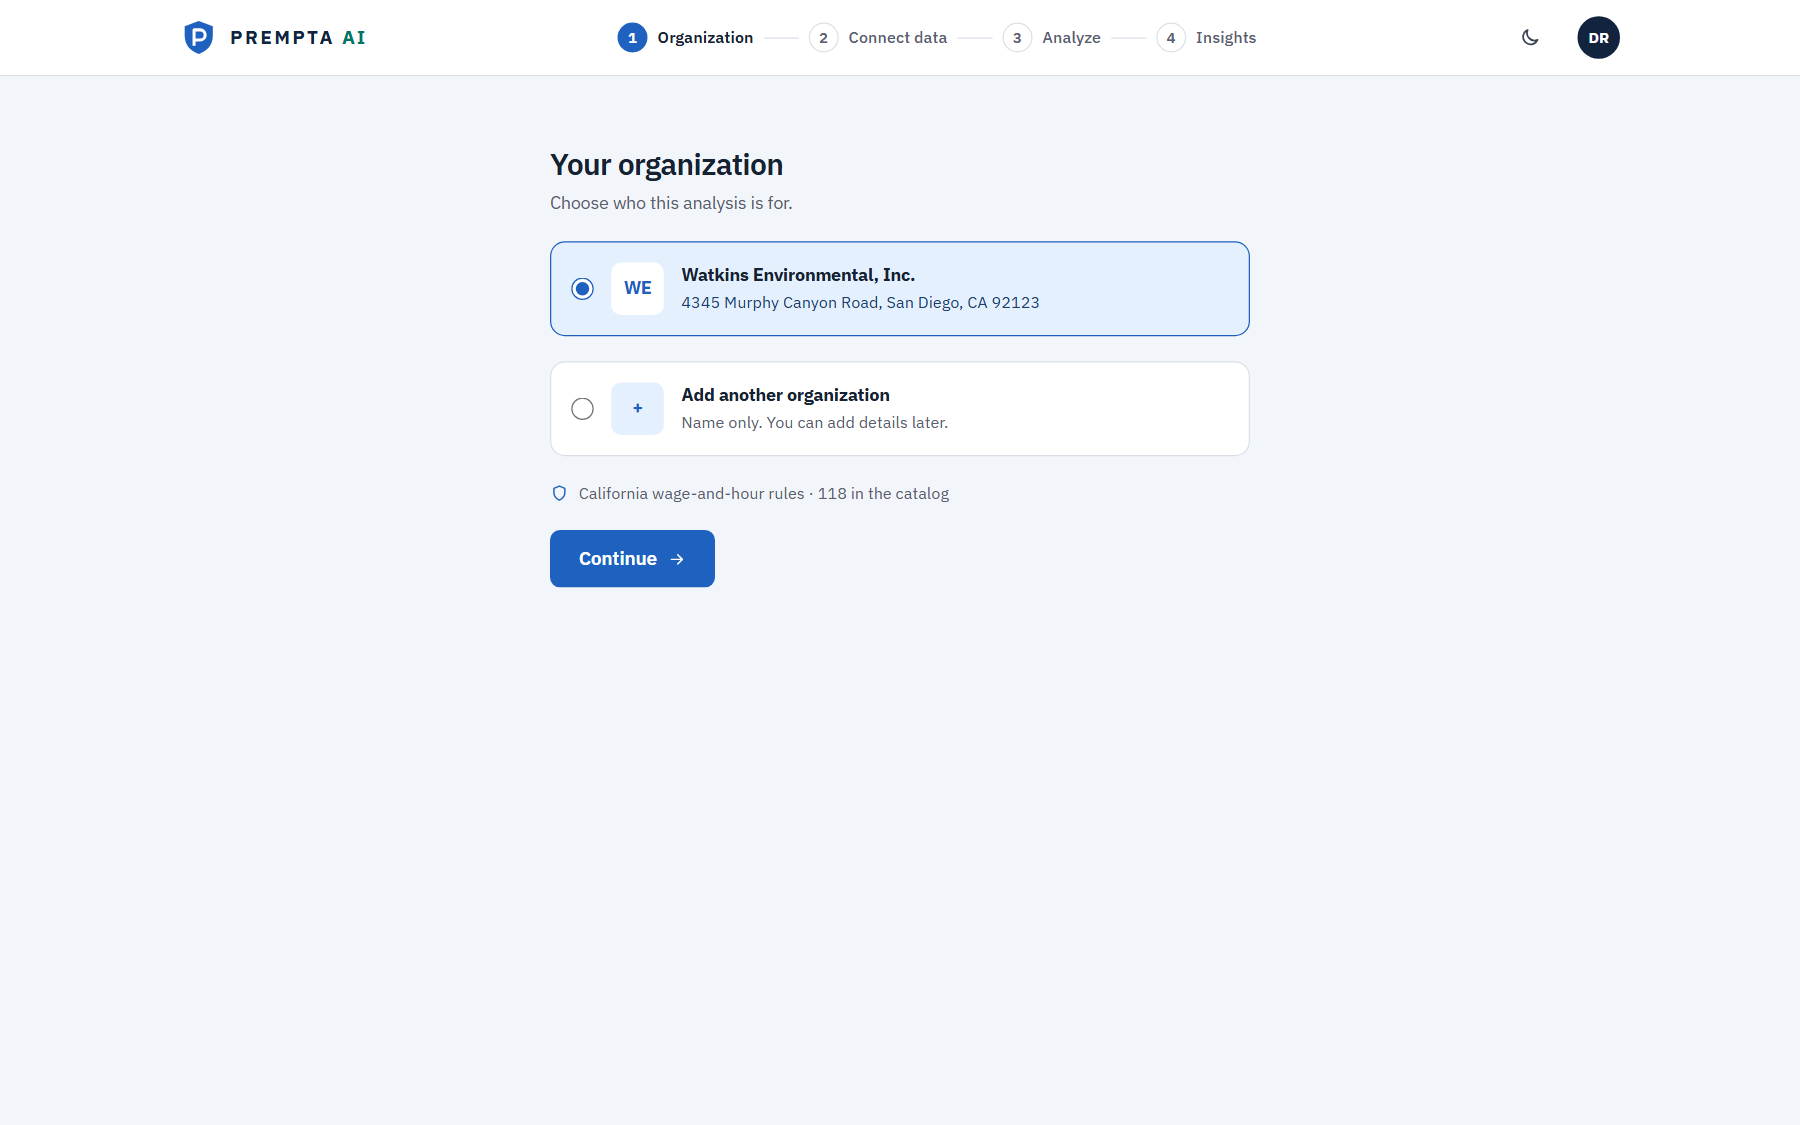 PREMPTA AI
1 Organization
2 Connect data
3 Analyze
4 Insights
DR
Your organization
Choose who this analysis is for.
WE
Watkins Environmental, Inc.
4345 Murphy Canyon Road, San Diego, CA 92123
+
Add another organization
Name only. You can add details later.
California wage-and-hour rules · 118 in the catalog
Continue →